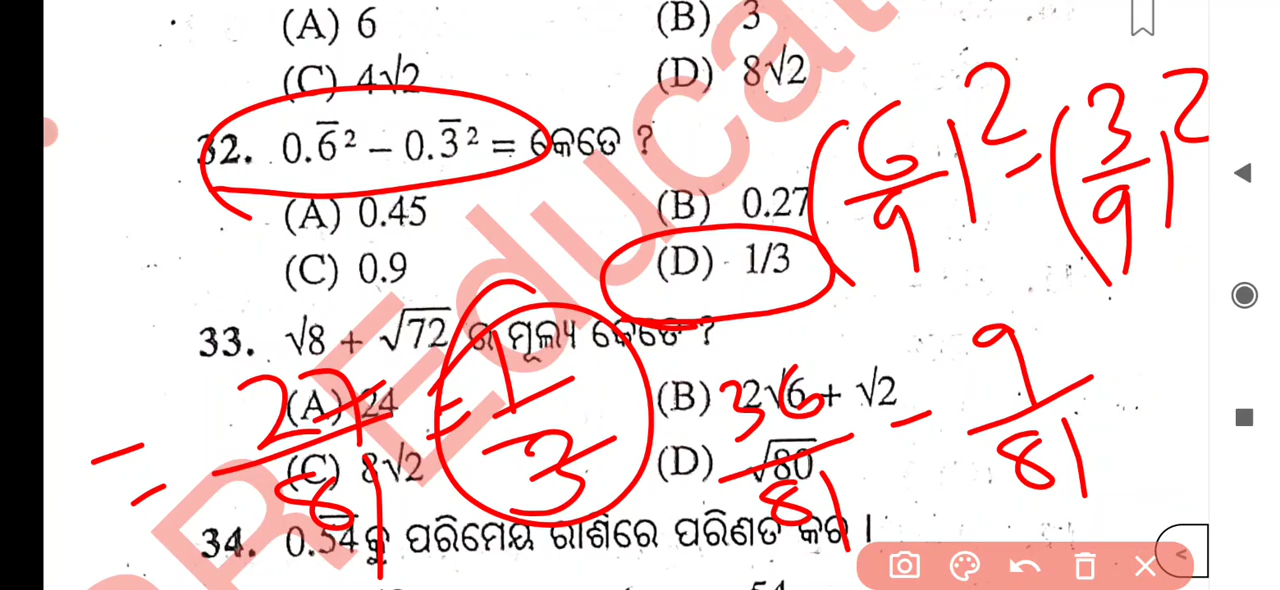 (A) 6 (B) 3
(C) 4√2 (D) 8√2
32. 0.6̅² – 0.3̅² = କେତେ ?
(6/9)² – (3/9)²
(A) 0.45 (B) 0.27
(C) 0.9 (D) 1/3
33. √8 + √72 ର ମୂଲ୍ୟ କେତେ ?
(A) 24 (B) 2√6 + √2
(C) 8√2 (D) √80
= 27/81 = 1/3
36/81 – 9/81
34. 0.5̅4̅ କୁ ପରିମେୟ ରାଶିରେ ପରିଣତ କର ।
54